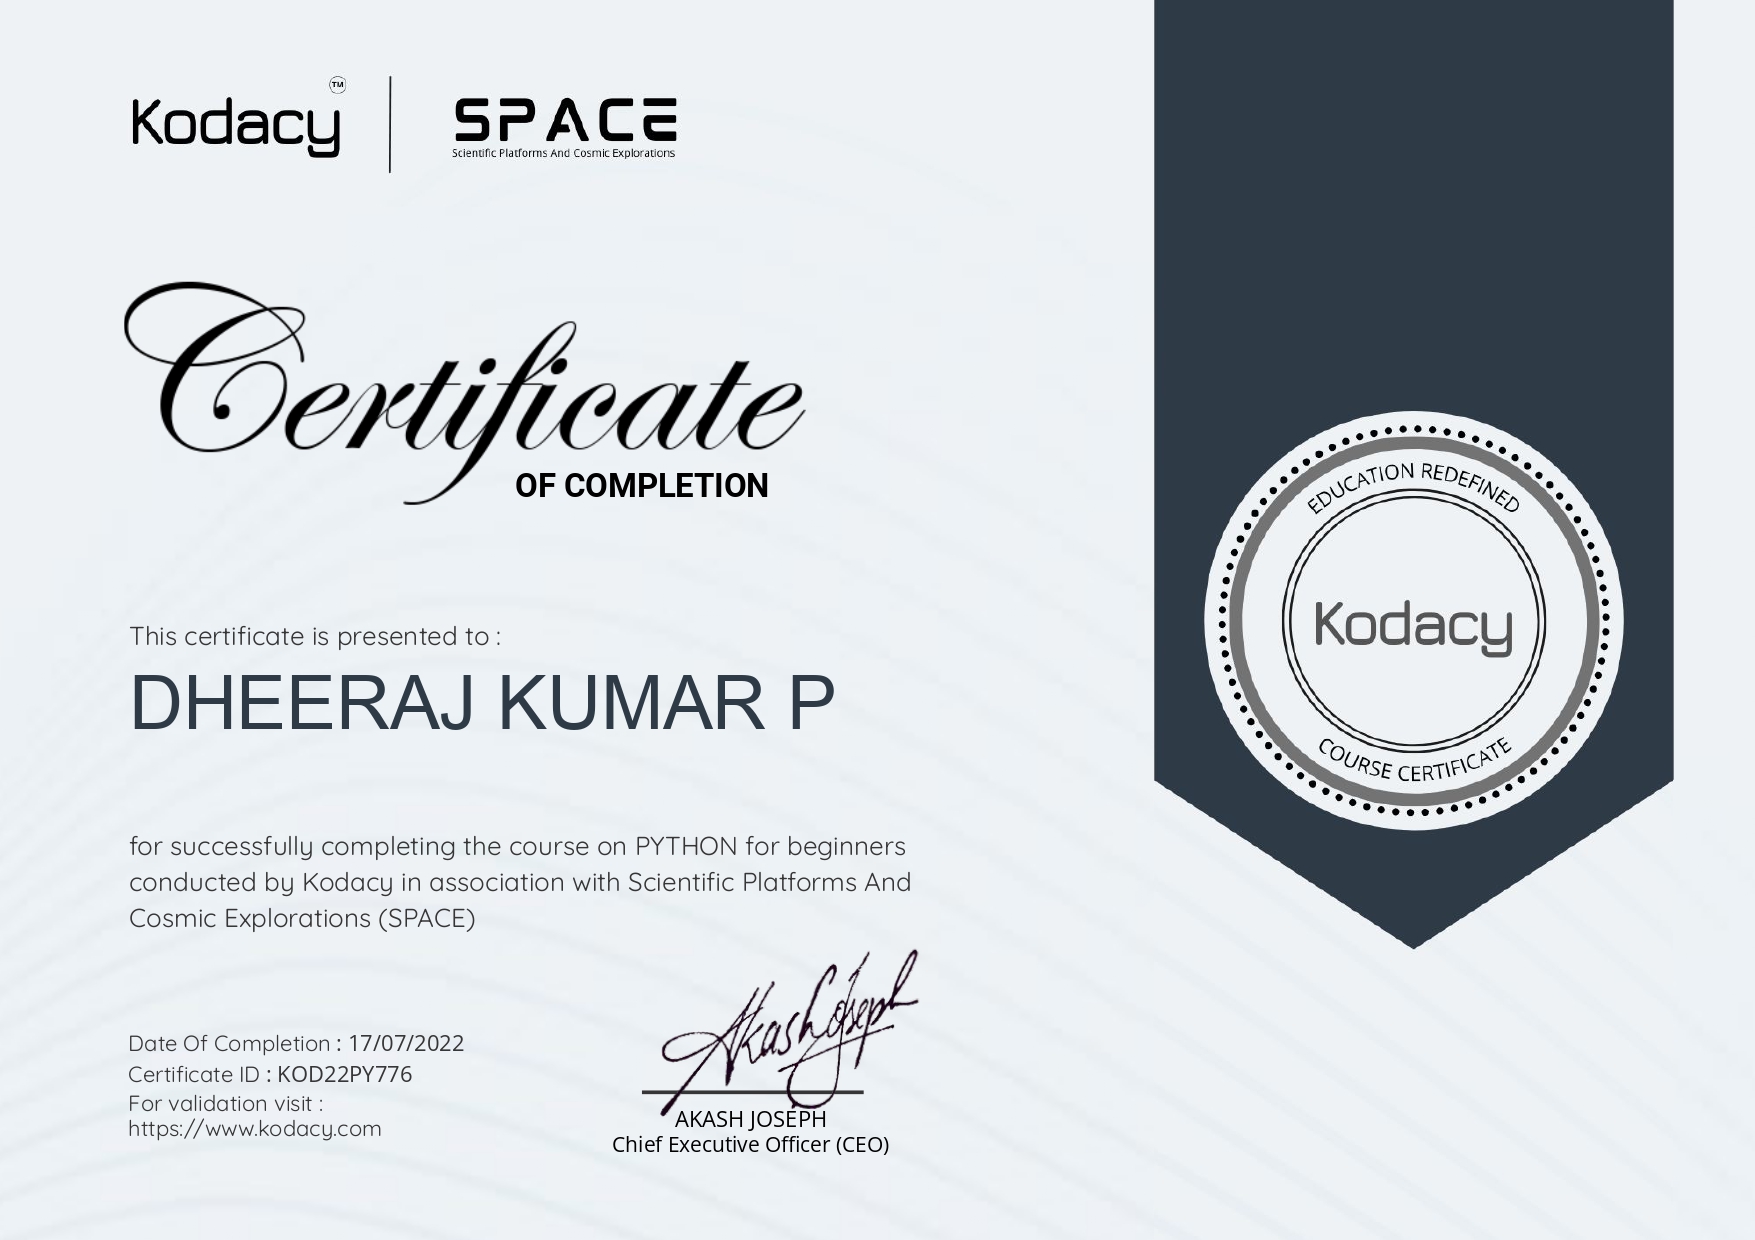 Kodacy
TM
SPACE
Scientific Platforms And Cosmic Explorations
Certificate
OF COMPLETION
This certificate is presented to :
DHEERAJ KUMAR P
for successfully completing the course on PYTHON for beginners
conducted by Kodacy in association with Scientific Platforms And
Cosmic Explorations (SPACE)
Date Of Completion : 17/07/2022
Certificate ID : KOD22PY776
For validation visit :
https://www.kodacy.com
Akash Joseph
AKASH JOSEPH
Chief Executive Officer (CEO)
EDUCATION REDEFINED
Kodacy
COURSE CERTIFICATE